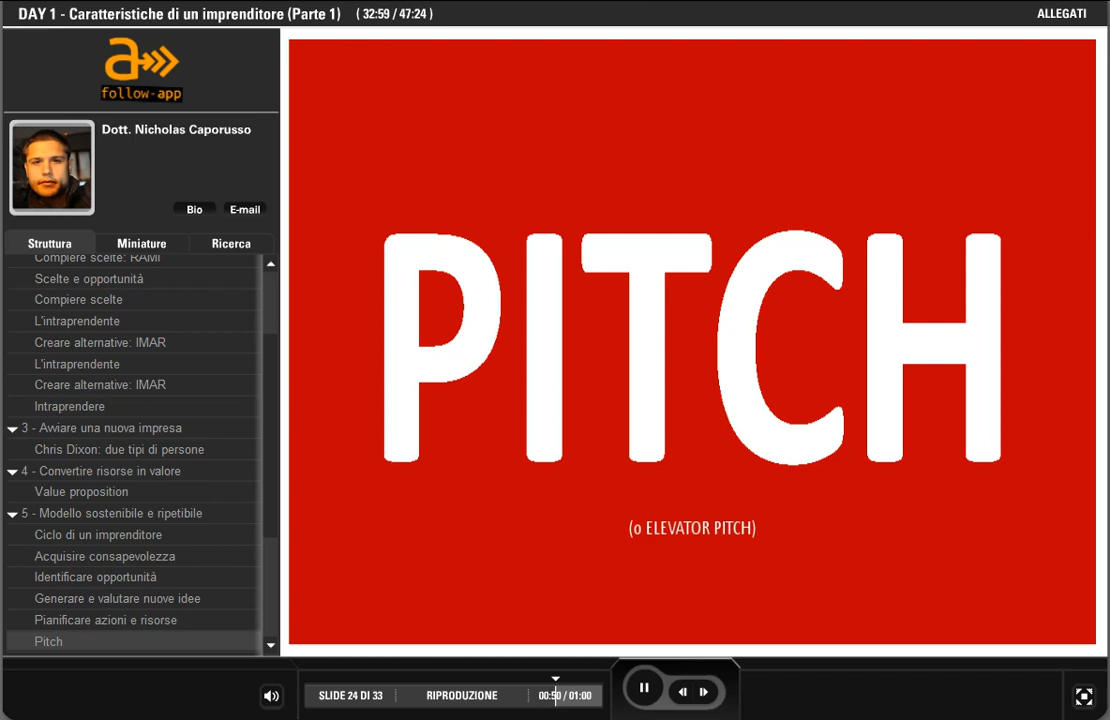 DAY 1 - Caratteristiche di un imprenditore (Parte 1) ( 32:59 / 47:24 )
ALLEGATI
a
follow-app
Dott. Nicholas Caporusso
Bio
E-mail
Struttura
Miniature
Ricerca
Compiere scelte: RAMI
Scelte e opportunità
Compiere scelte
L'intraprendente
Creare alternative: IMAR
L'intraprendente
Creare alternative: IMAR
Intraprendere
3 - Avviare una nuova impresa
Chris Dixon: due tipi di persone
4 - Convertire risorse in valore
Value proposition
5 - Modello sostenibile e ripetibile
Ciclo di un imprenditore
Acquisire consapevolezza
Identificare opportunità
Generare e valutare nuove idee
Pianificare azioni e risorse
Pitch
PITCH
(o ELEVATOR PITCH)
SLIDE 24 DI 33
RIPRODUZIONE
00:50 / 01:00